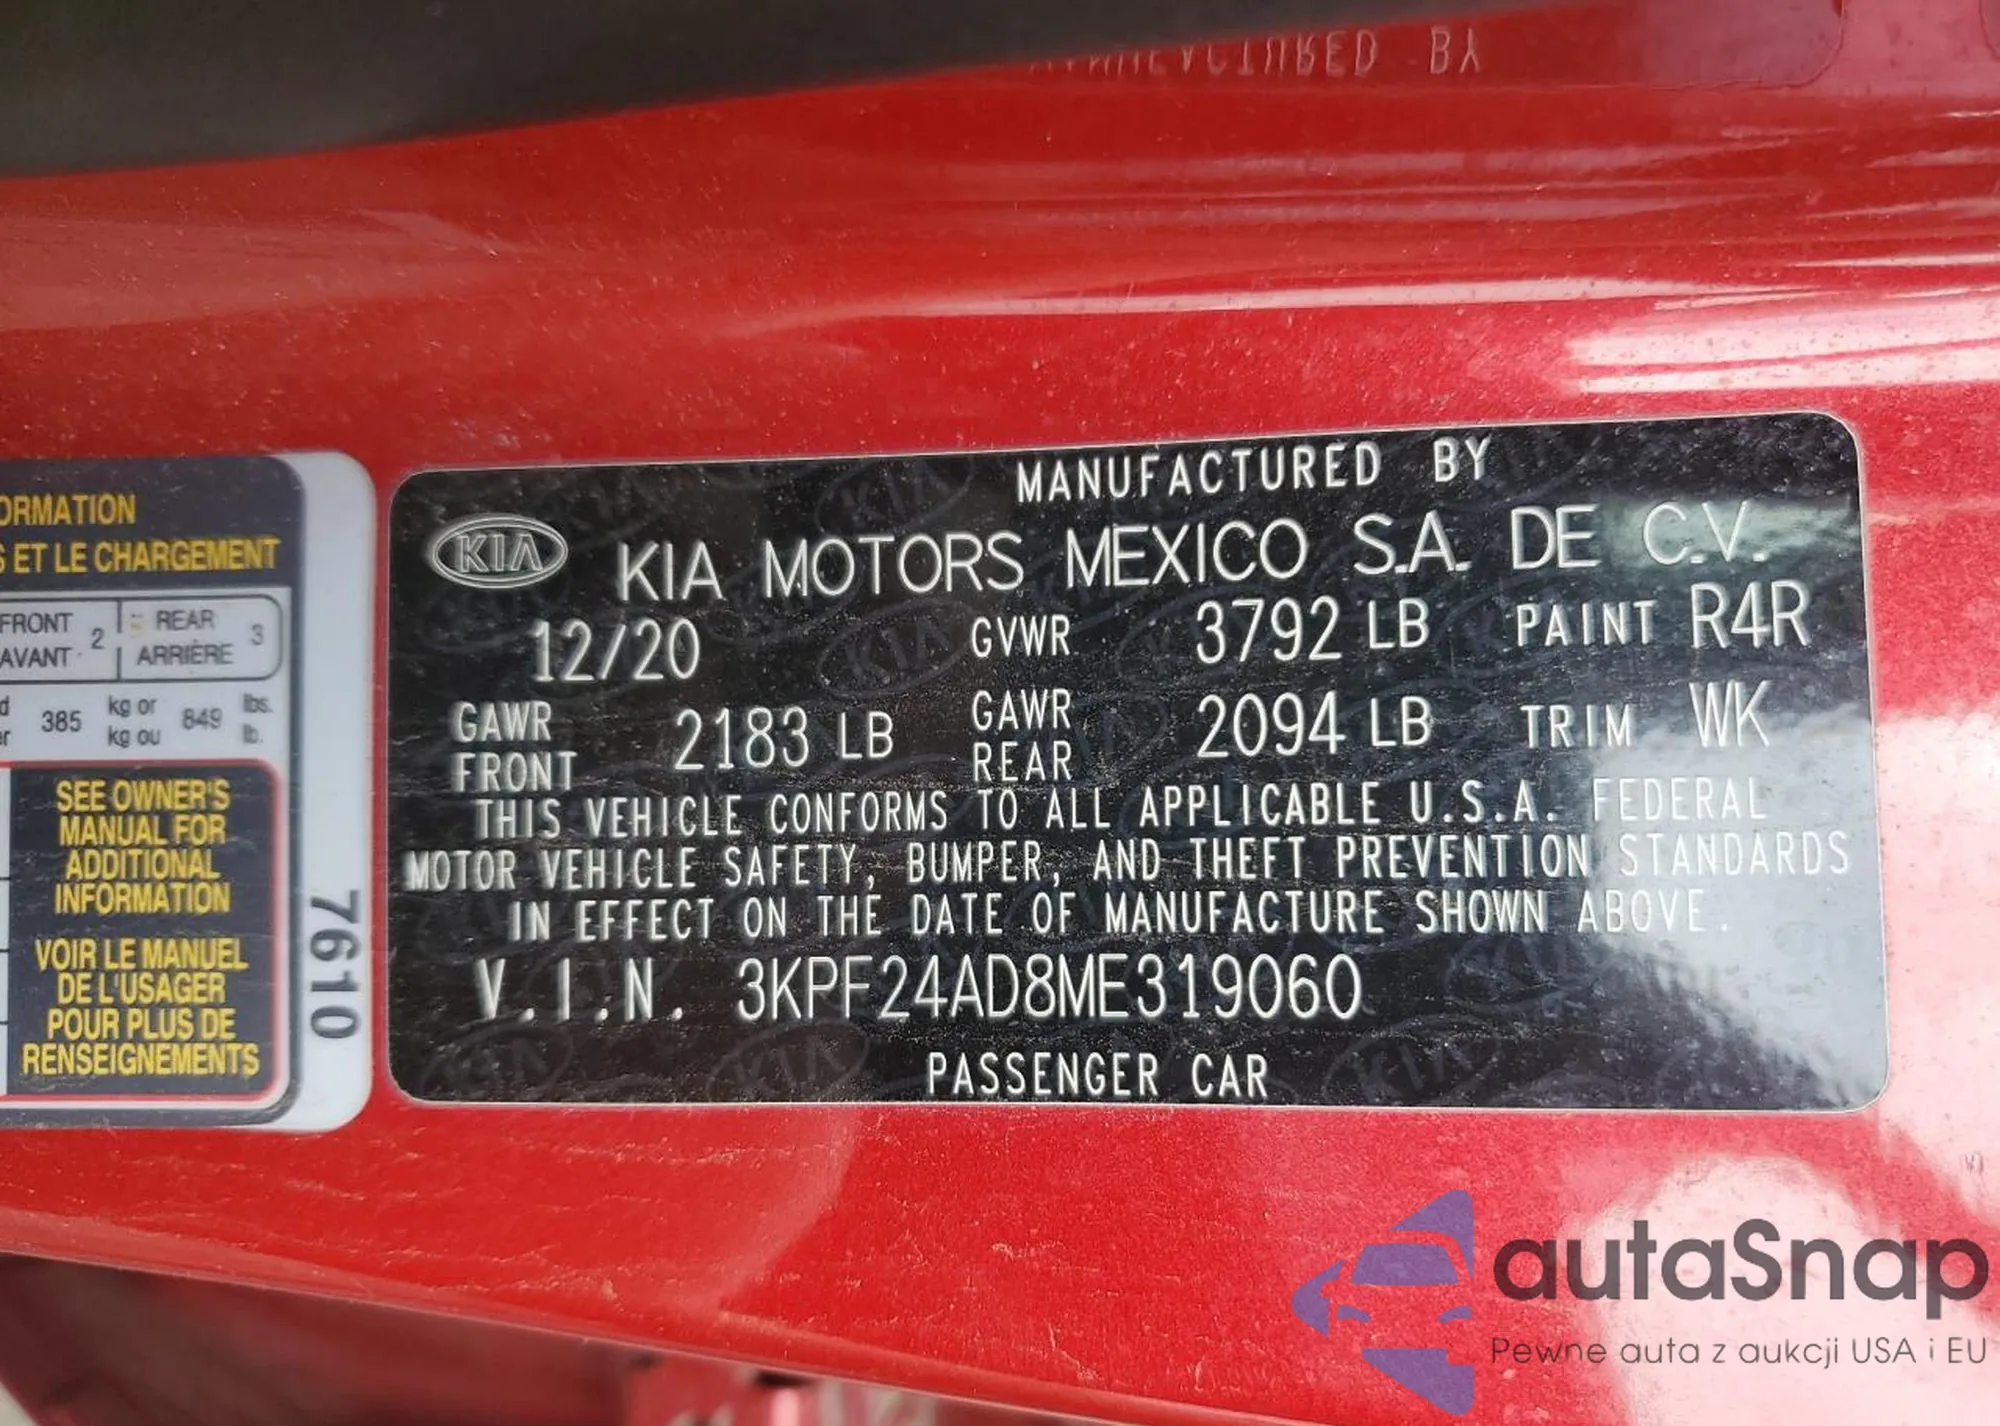 MANUFACTURED BY
ORMATION
S ET LE CHARGEMENT
FRONT 2 REAR 3
AVANT ARRIÈRE
385 kg or 849 lbs.
kg ou lb.
SEE OWNER'S
MANUAL FOR
ADDITIONAL
INFORMATION
VOIR LE MANUEL
DE L'USAGER
POUR PLUS DE
RENSEIGNEMENTS
7610
MANUFACTURED BY
KIA KIA MOTORS MEXICO S.A. DE C.V.
12/20 GVWR 3792 LB PAINT R4R
GAWR FRONT 2183 LB GAWR REAR 2094 LB TRIM WK
THIS VEHICLE CONFORMS TO ALL APPLICABLE U.S.A. FEDERAL
MOTOR VEHICLE SAFETY, BUMPER, AND THEFT PREVENTION STANDARDS
IN EFFECT ON THE DATE OF MANUFACTURE SHOWN ABOVE.
V.I.N. 3KPF24AD8ME319060
PASSENGER CAR
autaSnap
Pewne auta z aukcji USA i EU